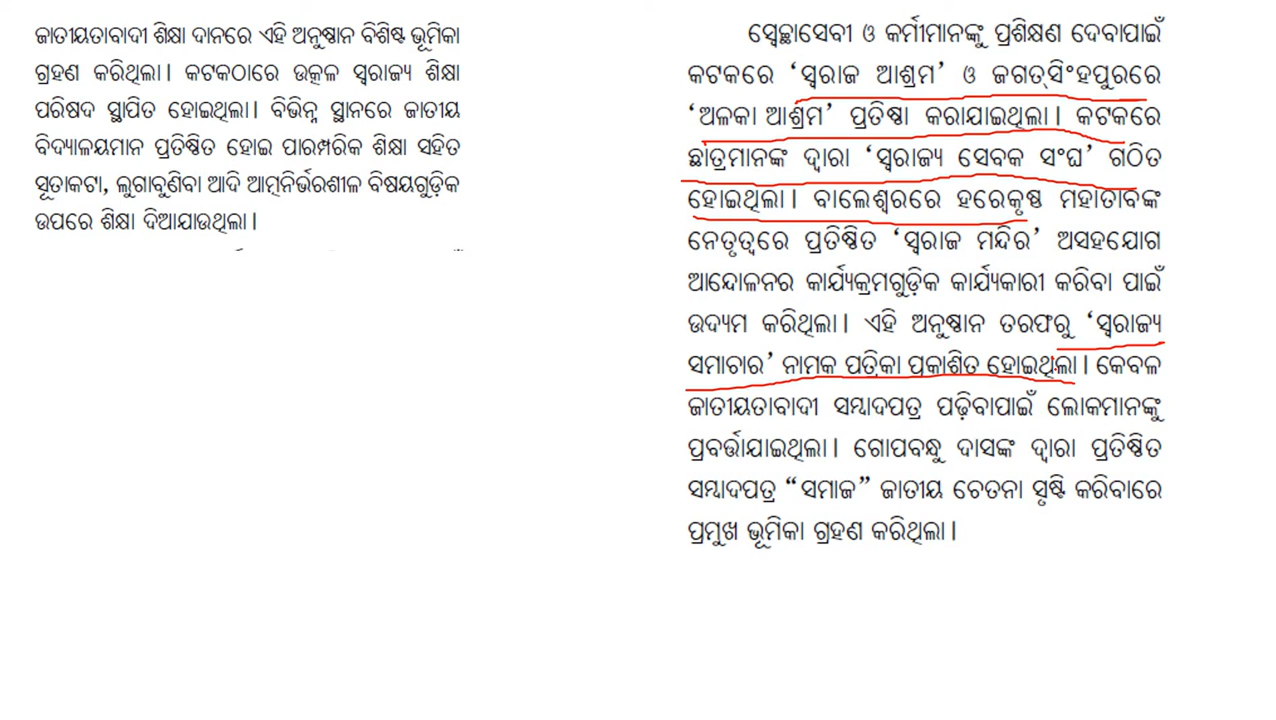 ଜାତୀୟତାବାଦୀ ଶିକ୍ଷା ଦାନରେ ଏହି ଅନୁଷ୍ଠାନ ବିଶିଷ୍ଟ ଭୂମିକା
ଗ୍ରହଣ କରିଥିଲା। କଟକଠାରେ ଉତ୍କଳ ସ୍ୱରାଜ୍ୟ ଶିକ୍ଷା
ପରିଷଦ ସ୍ଥାପିତ ହୋଇଥିଲା। ବିଭିନ୍ନ ସ୍ଥାନରେ ଜାତୀୟ
ବିଦ୍ୟାଳୟମାନ ପ୍ରତିଷ୍ଠିତ ହୋଇ ପାରମ୍ପରିକ ଶିକ୍ଷା ସହିତ
ସୂତାକଟା, ଲୁଗାବୁଣିବା ଆଦି ଆତ୍ମନିର୍ଭରଶୀଳ ବିଷୟଗୁଡ଼ିକ
ଉପରେ ଶିକ୍ଷା ଦିଆଯାଉଥିଲା।
ସ୍ୱେଚ୍ଛାସେବୀ ଓ କର୍ମୀମାନଙ୍କୁ ପ୍ରଶିକ୍ଷଣ ଦେବାପାଇଁ
କଟକରେ ‘ସ୍ୱରାଜ ଆଶ୍ରମ’ ଓ ଜଗତ୍‌ସିଂହପୁରରେ
‘ଅଳକା ଆଶ୍ରମ’ ପ୍ରତିଷ୍ଠା କରାଯାଇଥିଲା। କଟକରେ
ଛାତ୍ରମାନଙ୍କ ଦ୍ୱାରା ‘ସ୍ୱରାଜ୍ୟ ସେବକ ସଂଘ’ ଗଠିତ
ହୋଇଥିଲା। ବାଲେଶ୍ୱରରେ ହରେକୃଷ୍ଣ ମହାତାବଙ୍କ
ନେତୃତ୍ୱରେ ପ୍ରତିଷ୍ଠିତ ‘ସ୍ୱରାଜ ମନ୍ଦିର’ ଅସହଯୋଗ
ଆନ୍ଦୋଳନର କାର୍ଯ୍ୟକ୍ରମଗୁଡ଼ିକ କାର୍ଯ୍ୟକାରୀ କରିବା ପାଇଁ
ଉଦ୍ୟମ କରିଥିଲା। ଏହି ଅନୁଷ୍ଠାନ ତରଫରୁ ‘ସ୍ୱରାଜ୍ୟ
ସମାଚାର’ ନାମକ ପତ୍ରିକା ପ୍ରକାଶିତ ହୋଇଥିଲା। କେବଳ
ଜାତୀୟତାବାଦୀ ସମ୍ବାଦପତ୍ର ପଢ଼ିବାପାଇଁ ଲୋକମାନଙ୍କୁ
ପ୍ରବର୍ତ୍ତାଯାଇଥିଲା। ଗୋପବନ୍ଧୁ ଦାସଙ୍କ ଦ୍ୱାରା ପ୍ରତିଷ୍ଠିତ
ସମ୍ବାଦପତ୍ର “ସମାଜ” ଜାତୀୟ ଚେତନା ସୃଷ୍ଟି କରିବାରେ
ପ୍ରମୁଖ ଭୂମିକା ଗ୍ରହଣ କରିଥିଲା।